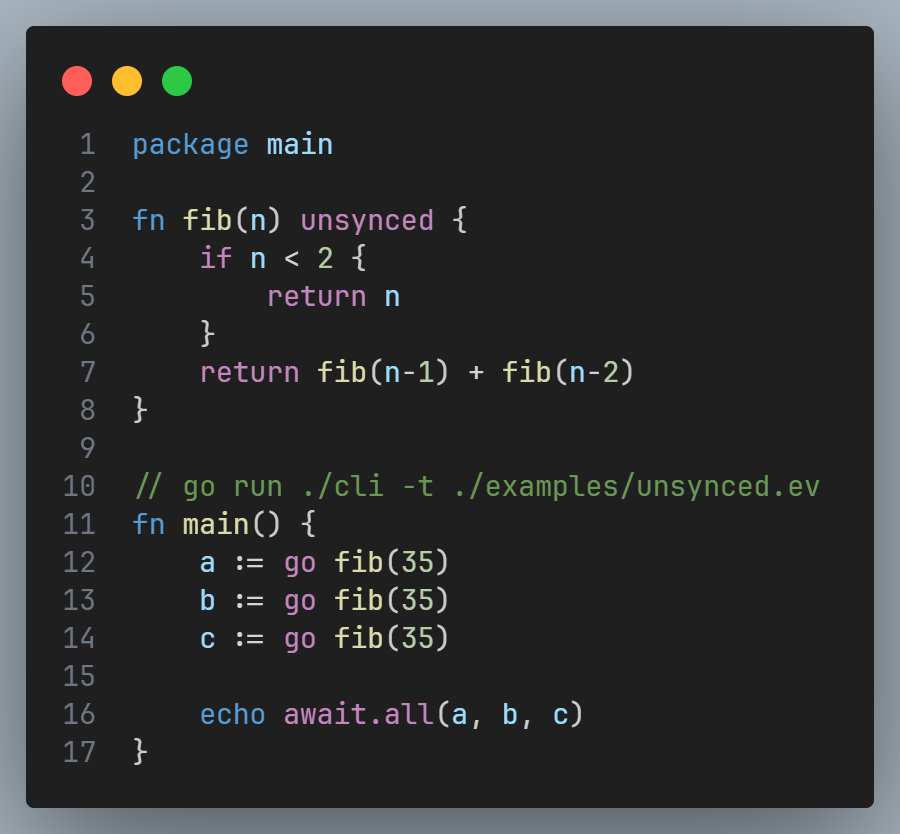 1 package main
2
3 fn fib(n) unsynced {
4     if n < 2 {
5         return n
6     }
7     return fib(n-1) + fib(n-2)
8 }
9
10 // go run ./cli -t ./examples/unsynced.ev
11 fn main() {
12     a := go fib(35)
13     b := go fib(35)
14     c := go fib(35)
15
16     echo await.all(a, b, c)
17 }